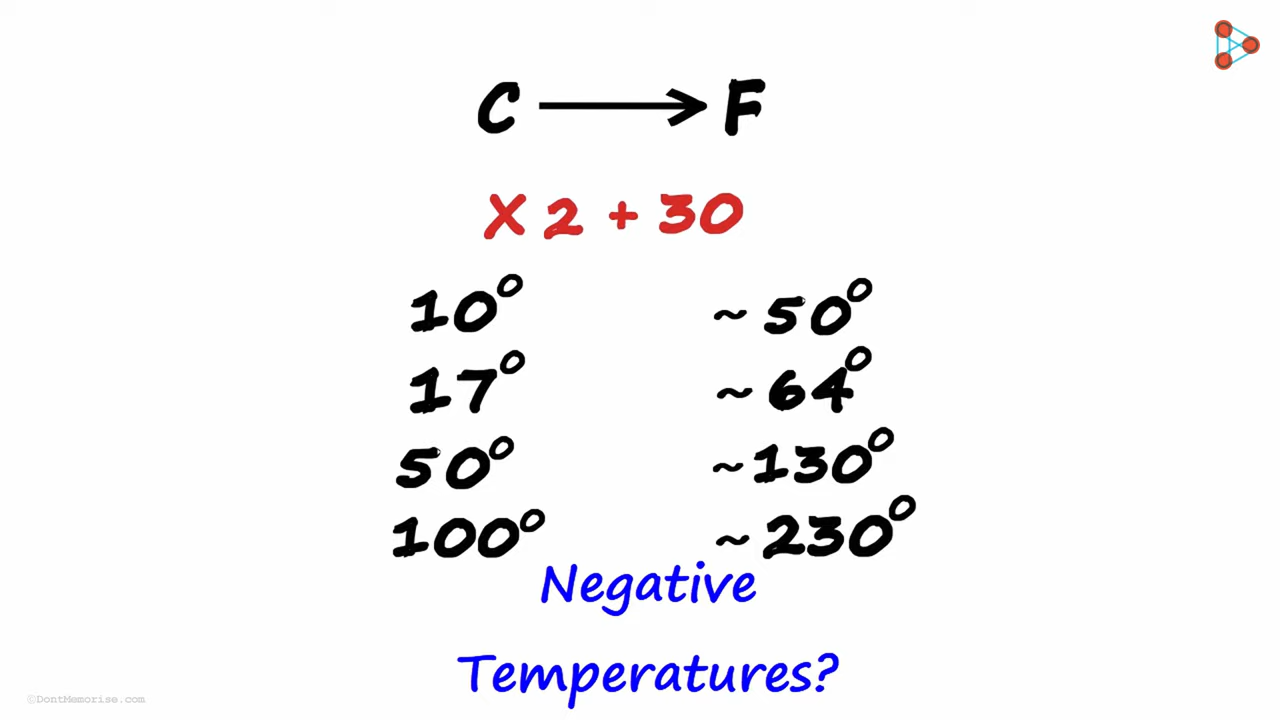 C → F
X 2 + 30
10° ~ 50°
17° ~ 64°
50° ~ 130°
100° ~ 230°
Negative
Temperatures?
©DontMemorise.com